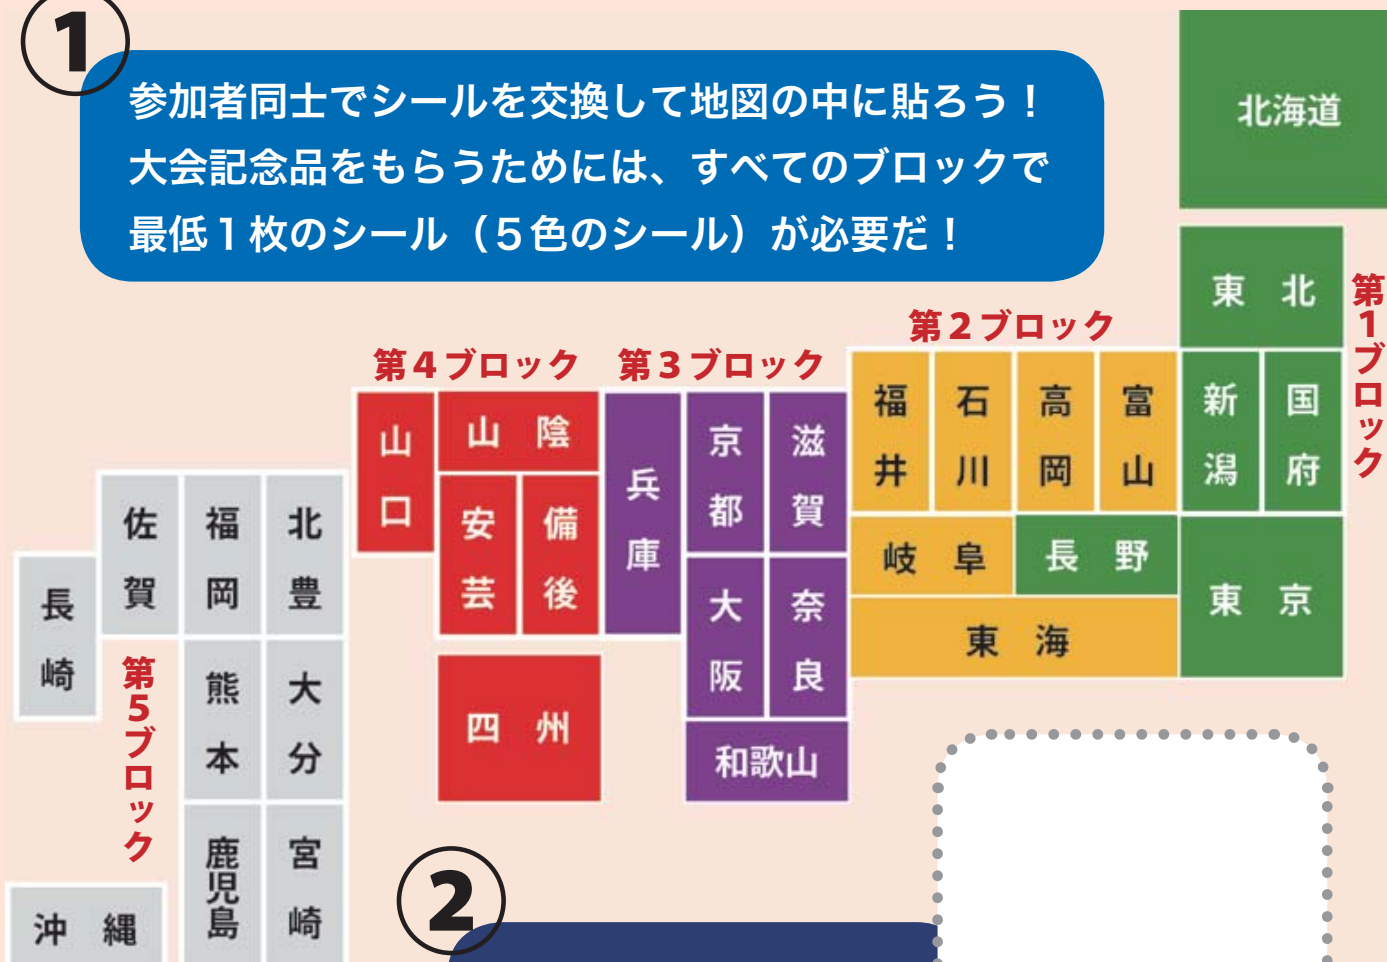 1
参加者同士でシールを交換して地図の中に貼ろう！
大会記念品をもらうためには、すべてのブロックで
最低１枚のシール（５色のシール）が必要だ！
北海道
東北
第1ブロック
新潟
国府
東京
長野
第２ブロック
福井
石川
高岡
富山
岐阜
東海
第３ブロック
兵庫
京都
滋賀
大阪
奈良
和歌山
第４ブロック
山口
山陰
安芸
備後
四州
第5ブロック
佐賀
福岡
北豊
長崎
熊本
大分
鹿児島
宮崎
沖縄
2